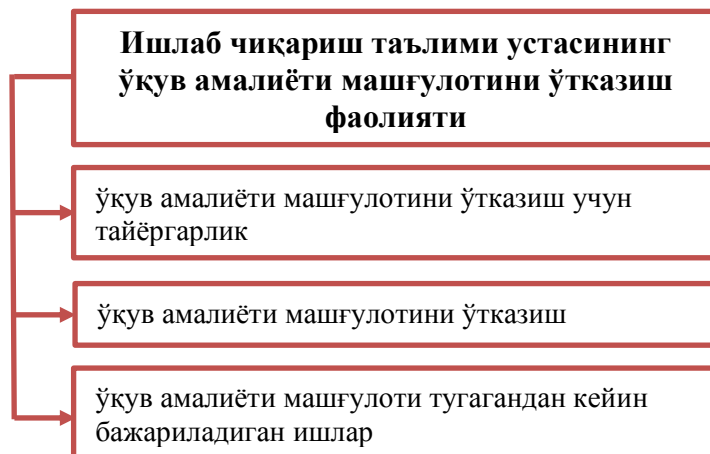 Ишлаб чиқариш таълими устасининг
ўқув амалиёти машғулотини ўтказиш
фаолияти
ўқув амалиёти машғулотини ўтказиш учун
тайёргарлик
ўқув амалиёти машғулотини ўтказиш
ўқув амалиёти машғулоти тугагандан кейин
бажариладиган ишлар